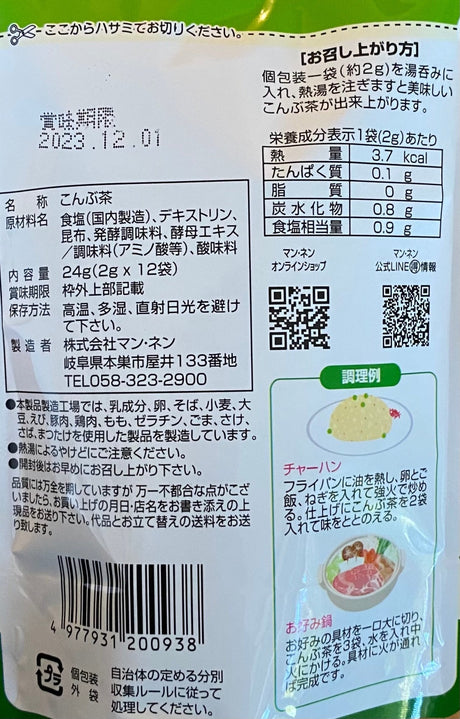 ここからハサミでお切りください。
賞味期限
2023.12.01
【お召し上がり方】
個包装一袋(約2g)を湯呑みに
入れ、熱湯を注ぎますと美味しい
こんぶ茶が出来上がります。
栄養成分表示1袋(2g)あたり
熱 量 3.7 kcal
たんぱく質 0.1 g
脂 質 0 g
炭水化物 0.8 g
食塩相当量 0.9 g
名 称 こんぶ茶
原材料名 食塩(国内製造)、デキストリン、
昆布、発酵調味料、酵母エキス
/調味料(アミノ酸等)、酸味料
内容量 24g(2g×12袋)
賞味期限 枠外上部記載
保存方法 高温、多湿、直射日光を避け
て下さい。
製造者 株式会社マン・ネン
岐阜県本巣市屋井133番地
TEL058-323-2900
マン・ネン
オンラインショップ
マン・ネン
公式LINE㊝情報
●本製品製造工場では、乳成分、卵、そば、小麦、大
豆、えび、豚肉、鶏肉、もも、ゼラチン、ごま、さけ、
さば、まつたけを使用した製品を製造しています。
●熱湯によるやけどにご注意ください。
●開封後はお早めにお召し上がり下さい。
品質には万全を期していますが 万一不都合な点がござ
いましたら、お買い上げの月日・店名をお書き添えの上
現品をお送り下さい。代品とお立て替えの送料をお送
り致します。
調理例
チャーハン
フライパンに油を熱し、卵とご
飯、ねぎを入れて強火で炒め
る。仕上げにこんぶ茶を2袋
入れて味をととのえる。
お好み鍋
お好みの具材を一口大に切り、
こんぶ茶を3袋、水を入れ中
火にかける。具材に火が通れ
ば完成です。
4 977931 200938
プラ
個包装
外 袋
自治体の定める分別
収集ルールに従って
処理してください。